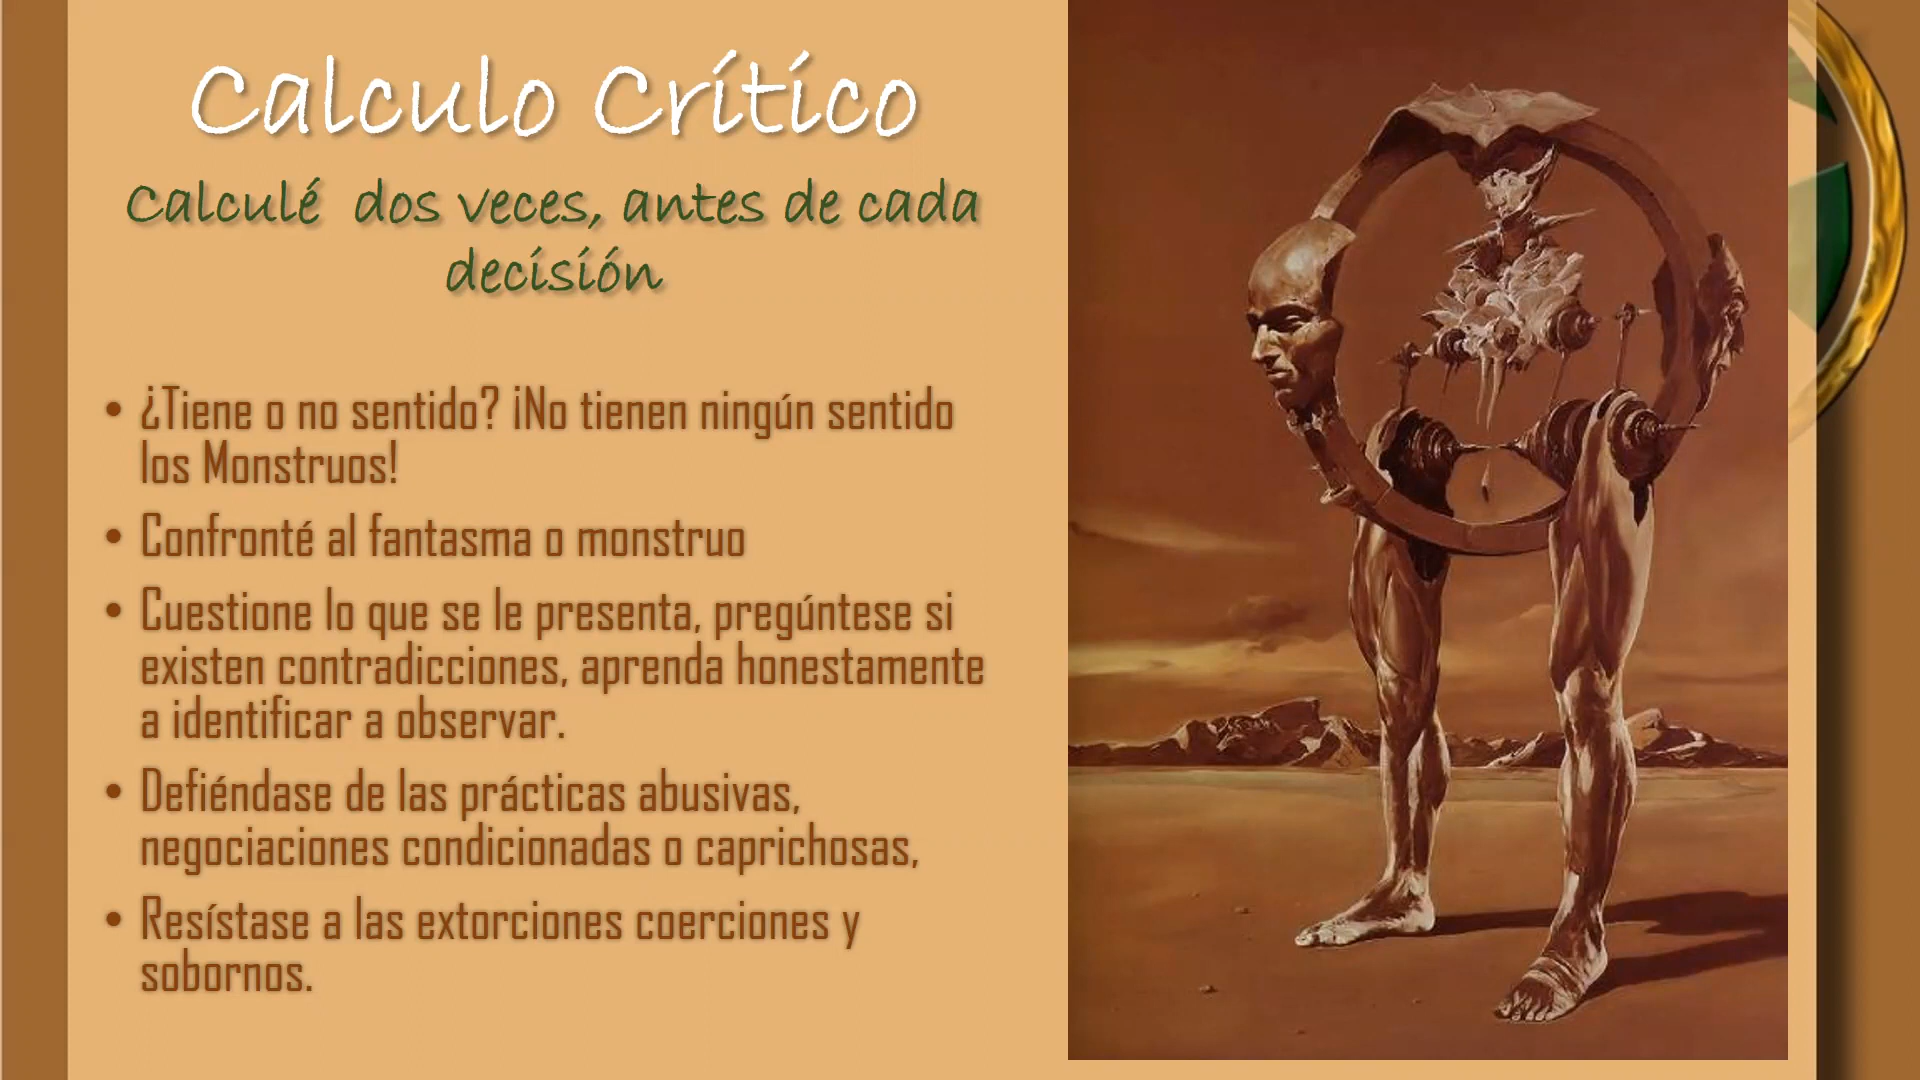 Calculo Crítico
Calculé dos veces, antes de cada
decisión
• ¿Tiene o no sentido? ¡No tienen ningún sentido
los Monstruos!
• Confronté al fantasma o monstruo
• Cuestione lo que se le presenta, pregúntese si
existen contradicciones, aprenda honestamente
a identificar a observar.
• Defiéndase de las prácticas abusivas,
negociaciones condicionadas o caprichosas,
• Resístase a las extorciones coerciones y
sobornos.